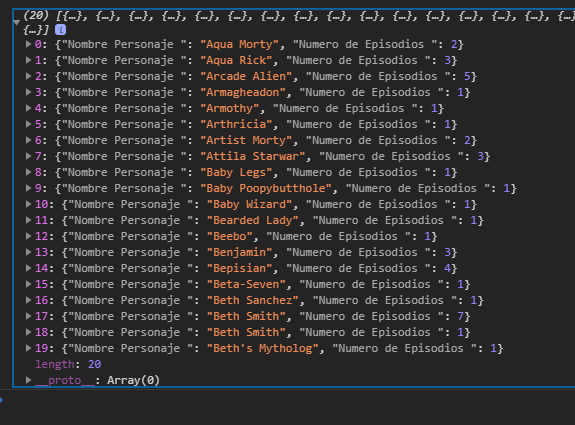 (20) [{…}, {…}, {…}, {…}, {…}, {…}, {…}, {…}, {…}, {…}, {…}, {…}, {…}, {…}, {…}, {…},
{…}]
0: {"Nombre Personaje ": "Aqua Morty", "Numero de Episodios ": 2}
1: {"Nombre Personaje ": "Aqua Rick", "Numero de Episodios ": 3}
2: {"Nombre Personaje ": "Arcade Alien", "Numero de Episodios ": 5}
3: {"Nombre Personaje ": "Armagheadon", "Numero de Episodios ": 1}
4: {"Nombre Personaje ": "Armothy", "Numero de Episodios ": 1}
5: {"Nombre Personaje ": "Arthricia", "Numero de Episodios ": 1}
6: {"Nombre Personaje ": "Artist Morty", "Numero de Episodios ": 2}
7: {"Nombre Personaje ": "Attila Starwar", "Numero de Episodios ": 3}
8: {"Nombre Personaje ": "Baby Legs", "Numero de Episodios ": 1}
9: {"Nombre Personaje ": "Baby Poopybutthole", "Numero de Episodios ": 1}
10: {"Nombre Personaje ": "Baby Wizard", "Numero de Episodios ": 1}
11: {"Nombre Personaje ": "Bearded Lady", "Numero de Episodios ": 1}
12: {"Nombre Personaje ": "Beebo", "Numero de Episodios ": 1}
13: {"Nombre Personaje ": "Benjamin", "Numero de Episodios ": 3}
14: {"Nombre Personaje ": "Bepisian", "Numero de Episodios ": 4}
15: {"Nombre Personaje ": "Beta-Seven", "Numero de Episodios ": 1}
16: {"Nombre Personaje ": "Beth Sanchez", "Numero de Episodios ": 1}
17: {"Nombre Personaje ": "Beth Smith", "Numero de Episodios ": 7}
18: {"Nombre Personaje ": "Beth Smith", "Numero de Episodios ": 1}
19: {"Nombre Personaje ": "Beth's Mytholog", "Numero de Episodios ": 1}
length: 20
__proto__: Array(0)